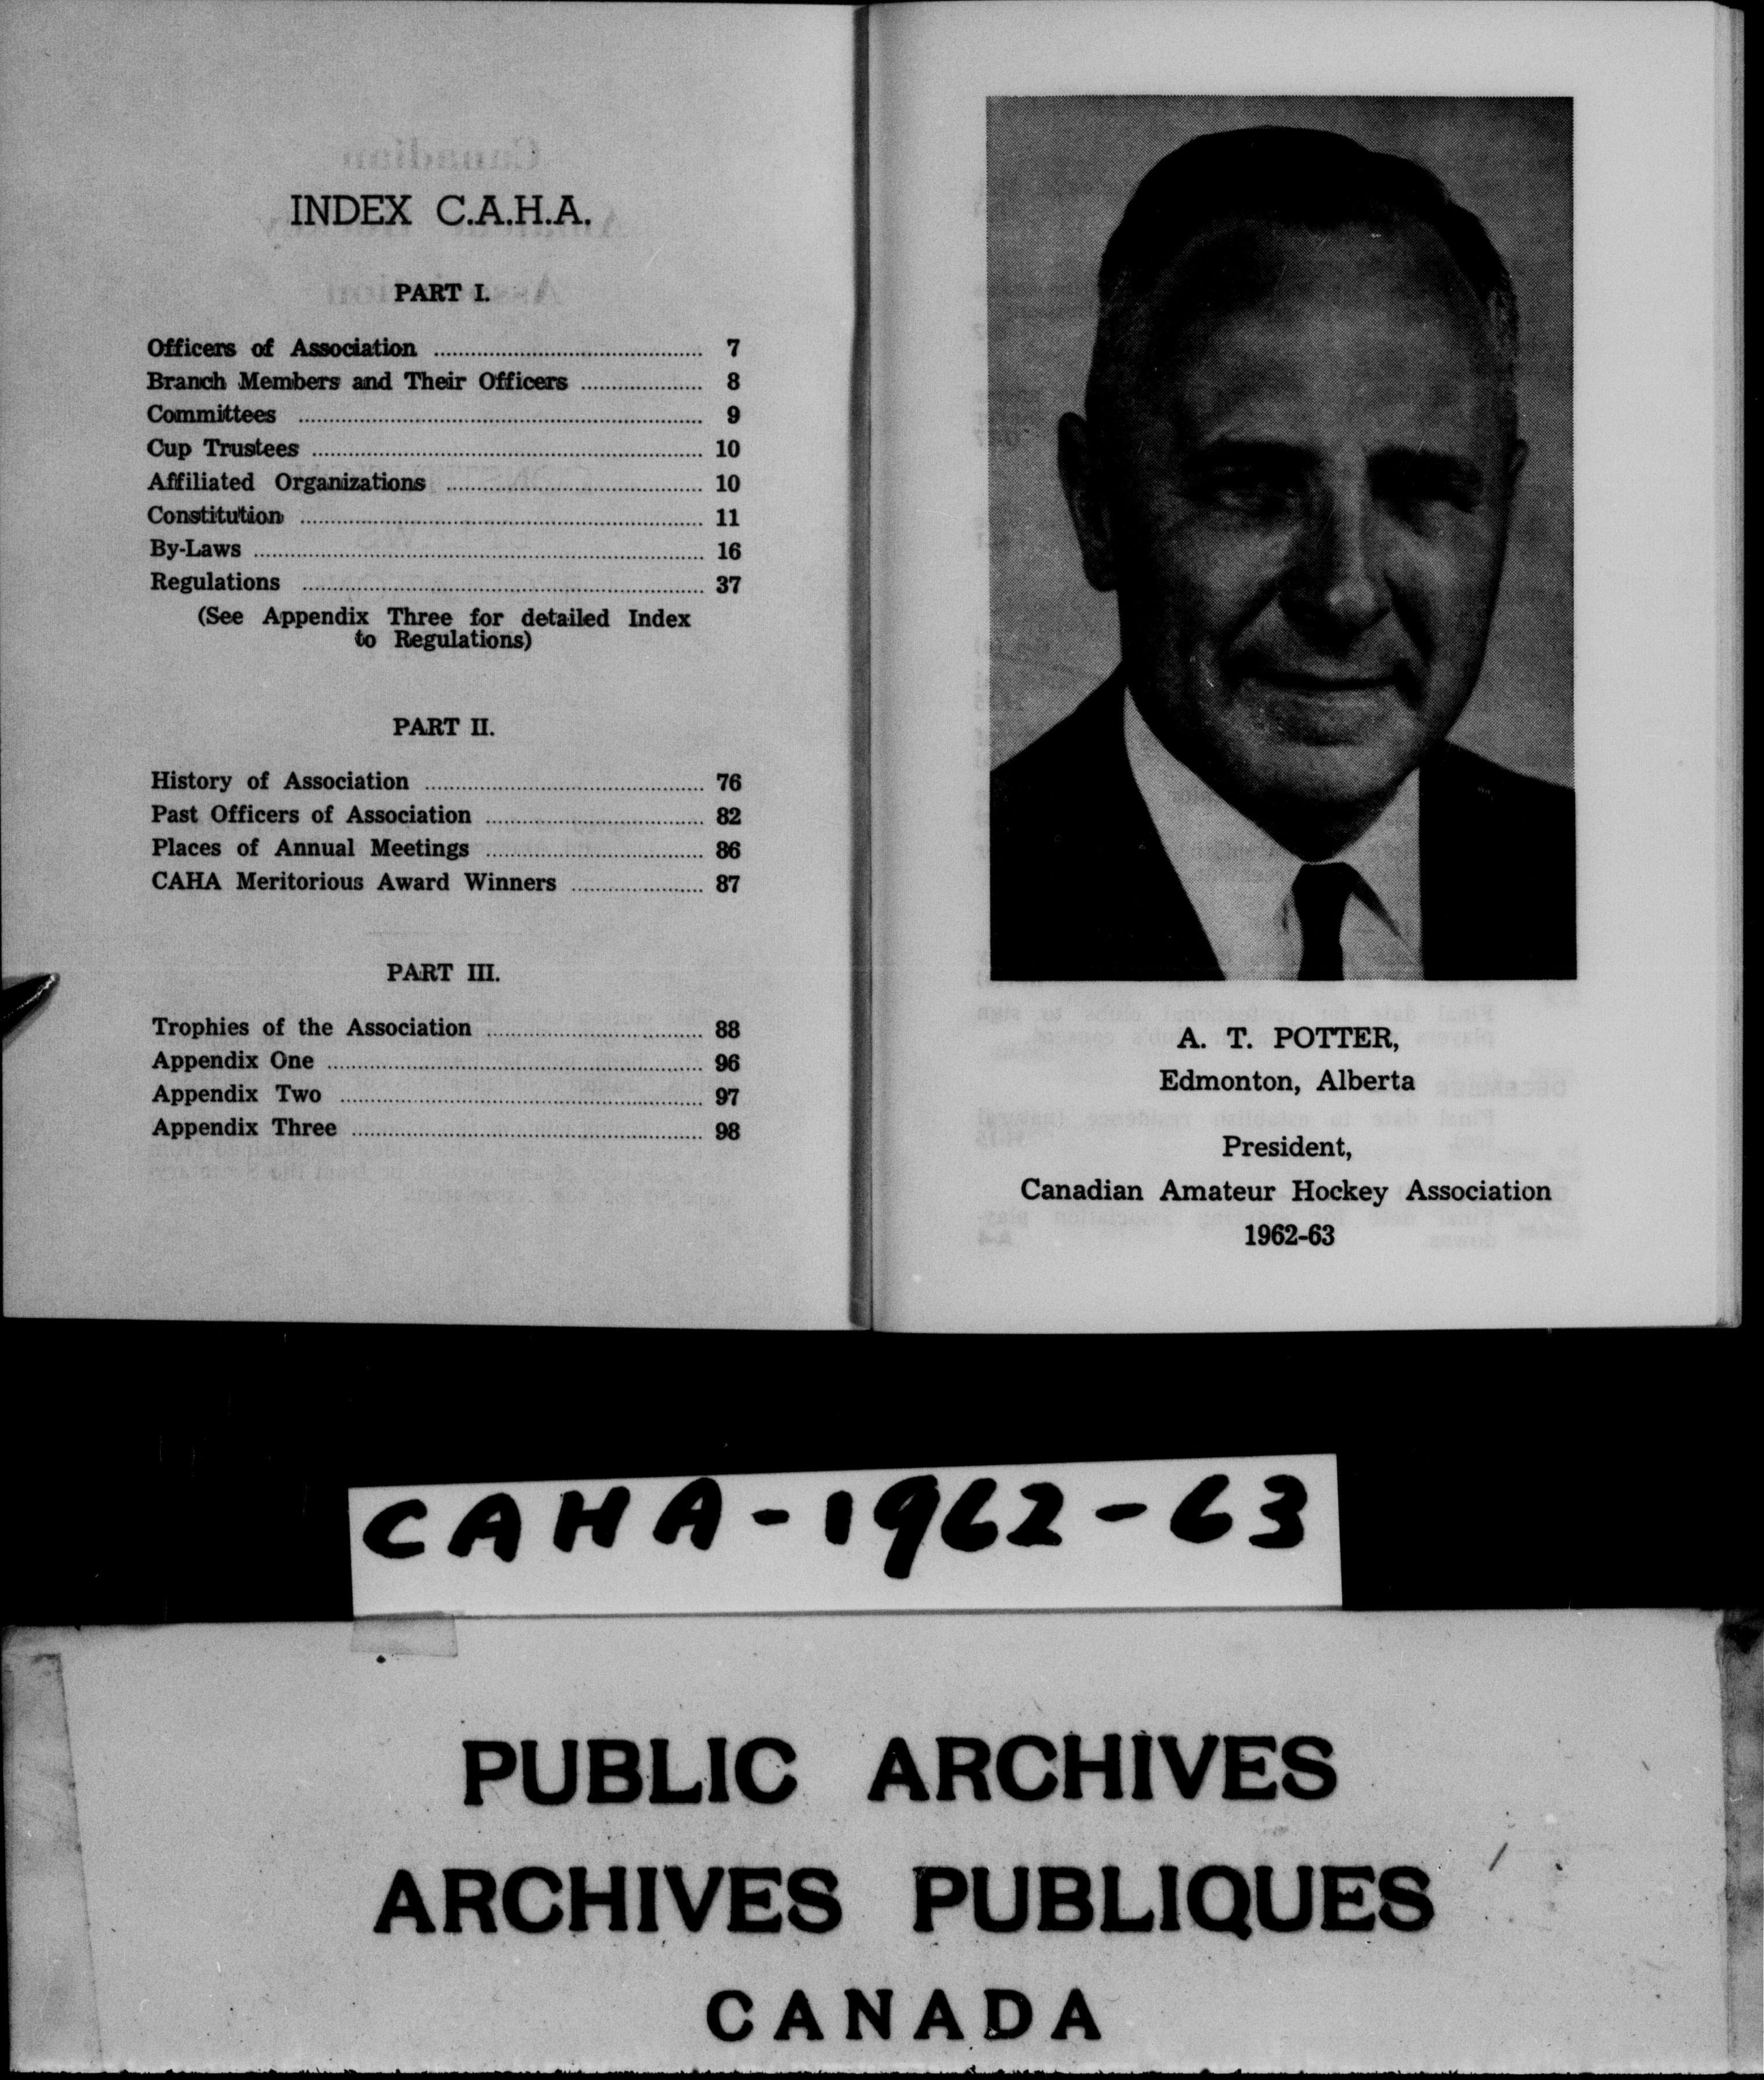 INDEX C.A.H.A.
PART I.
Officers of Association ........ 7
Branch Members and Their Officers ........ 8
Committees ........ 9
Cup Trustees ........ 10
Affiliated Organizations ........ 10
Constitution ........ 11
By-Laws ........ 16
Regulations ........ 37
(See Appendix Three for detailed Index
to Regulations)
PART II.
History of Association ........ 76
Past Officers of Association ........ 82
Places of Annual Meetings ........ 86
CAHA Meritorious Award Winners ........ 87
PART III.
Trophies of the Association ........ 88
Appendix One ........ 96
Appendix Two ........ 97
Appendix Three ........ 98
A. T. POTTER,
Edmonton, Alberta
President,
Canadian Amateur Hockey Association
1962-63
CAHA-1962-63
PUBLIC ARCHIVES
ARCHIVES PUBLIQUES
CANADA